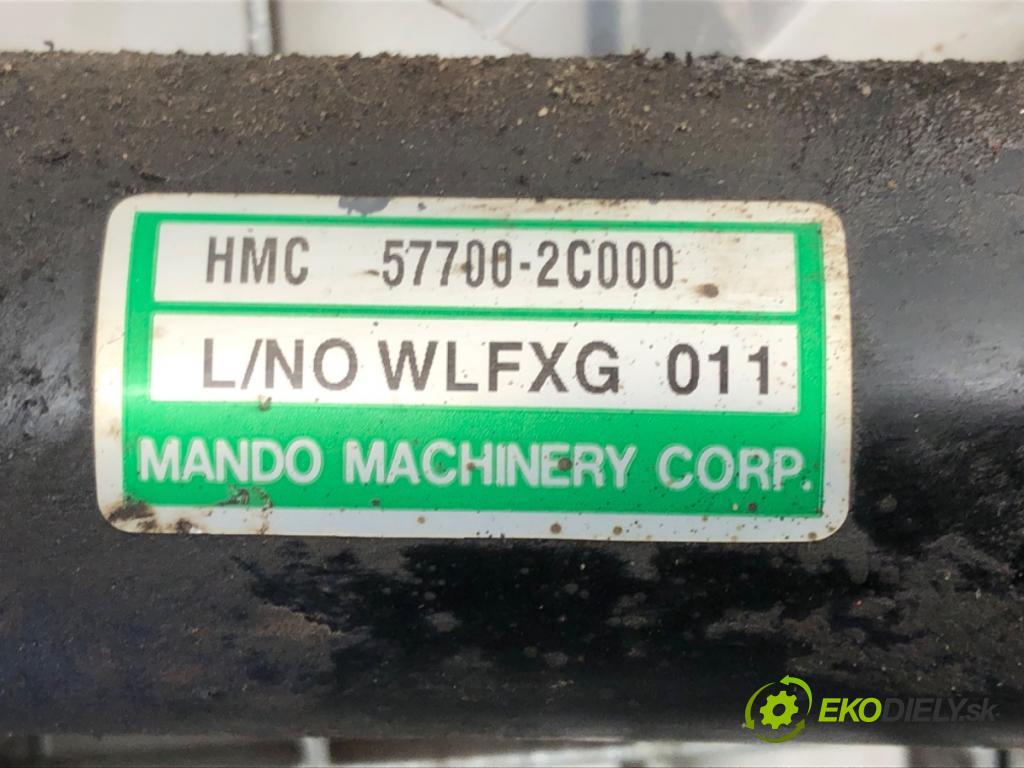 HMC 57700-2C000
L/NO WLFXG 011
MANDO MACHINERY CORP.
EKODIELY.sk